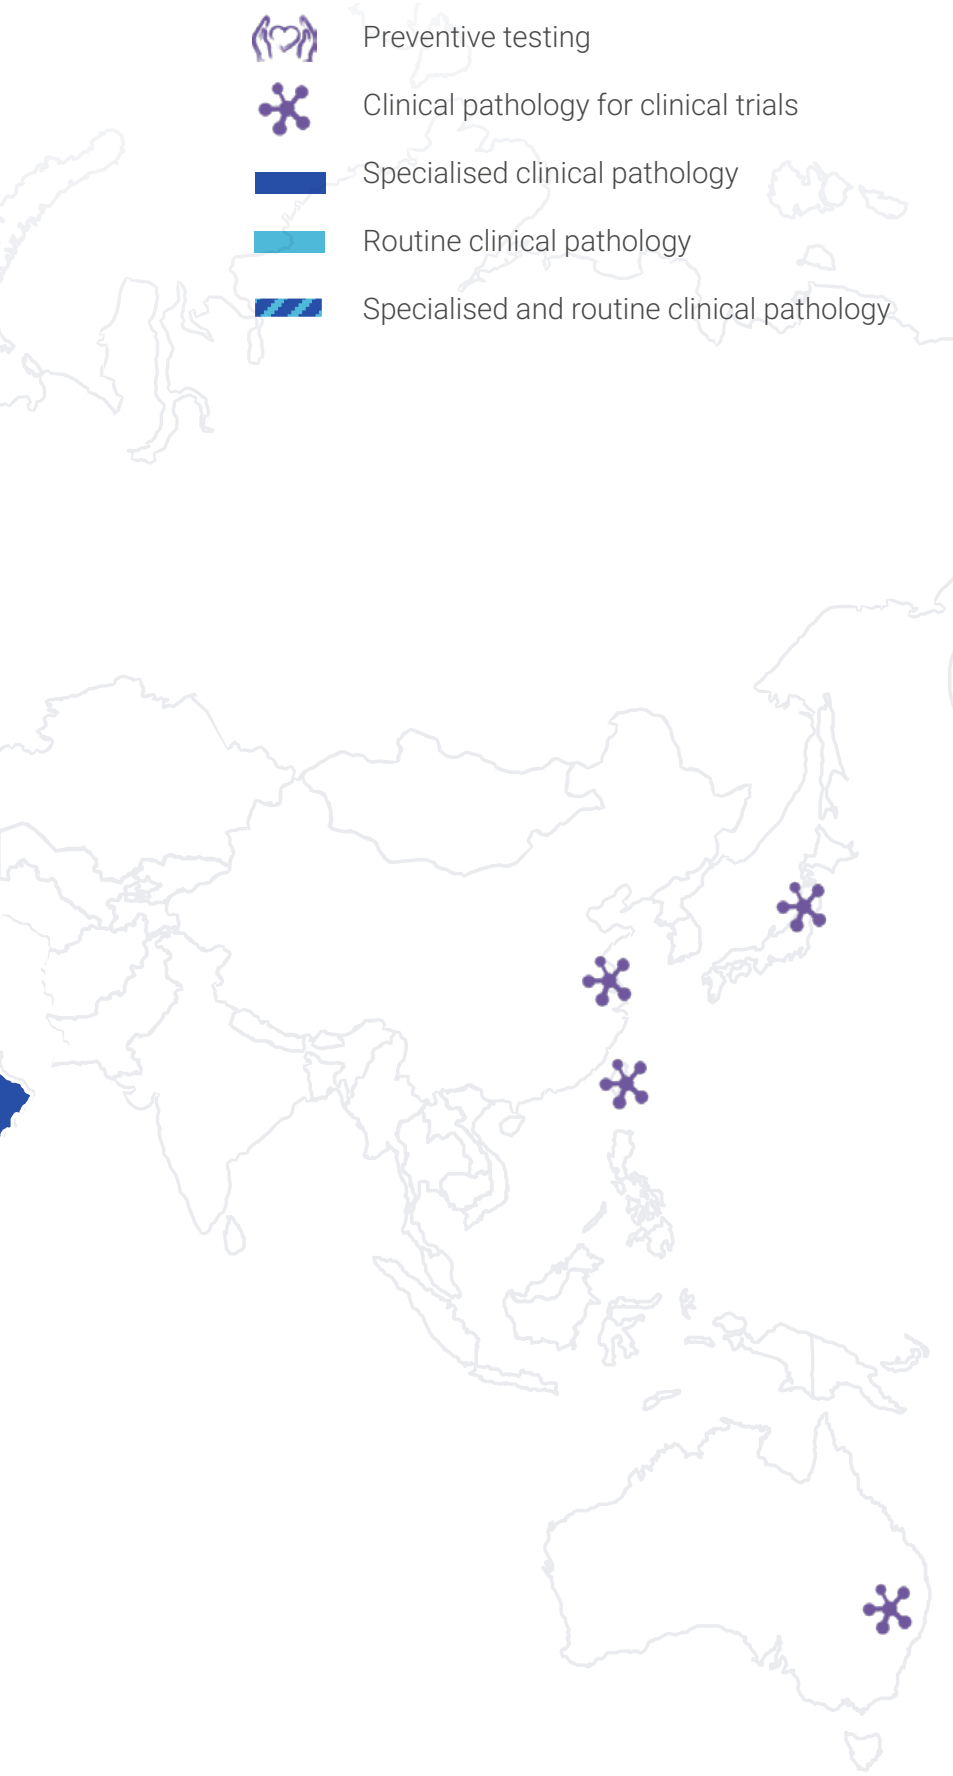 Preventive testing
Clinical pathology for clinical trials
Specialised clinical pathology
Routine clinical pathology
Specialised and routine clinical pathology